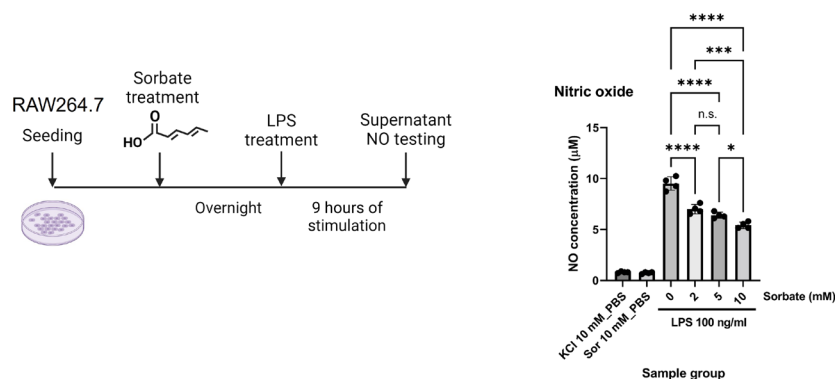 RAW264.7
Seeding
Sorbate
treatment
O
HO
LPS
treatment
Supernatant
NO testing
Overnight
9 hours of
stimulation
Nitric oxide
****
***
****
n.s.
****
*
NO concentration (µM)
15
10
5
0
KCl 10 mM_PBS
Sor 10 mM_PBS
0
2
5
10
Sorbate (mM)
LPS 100 ng/ml
Sample group